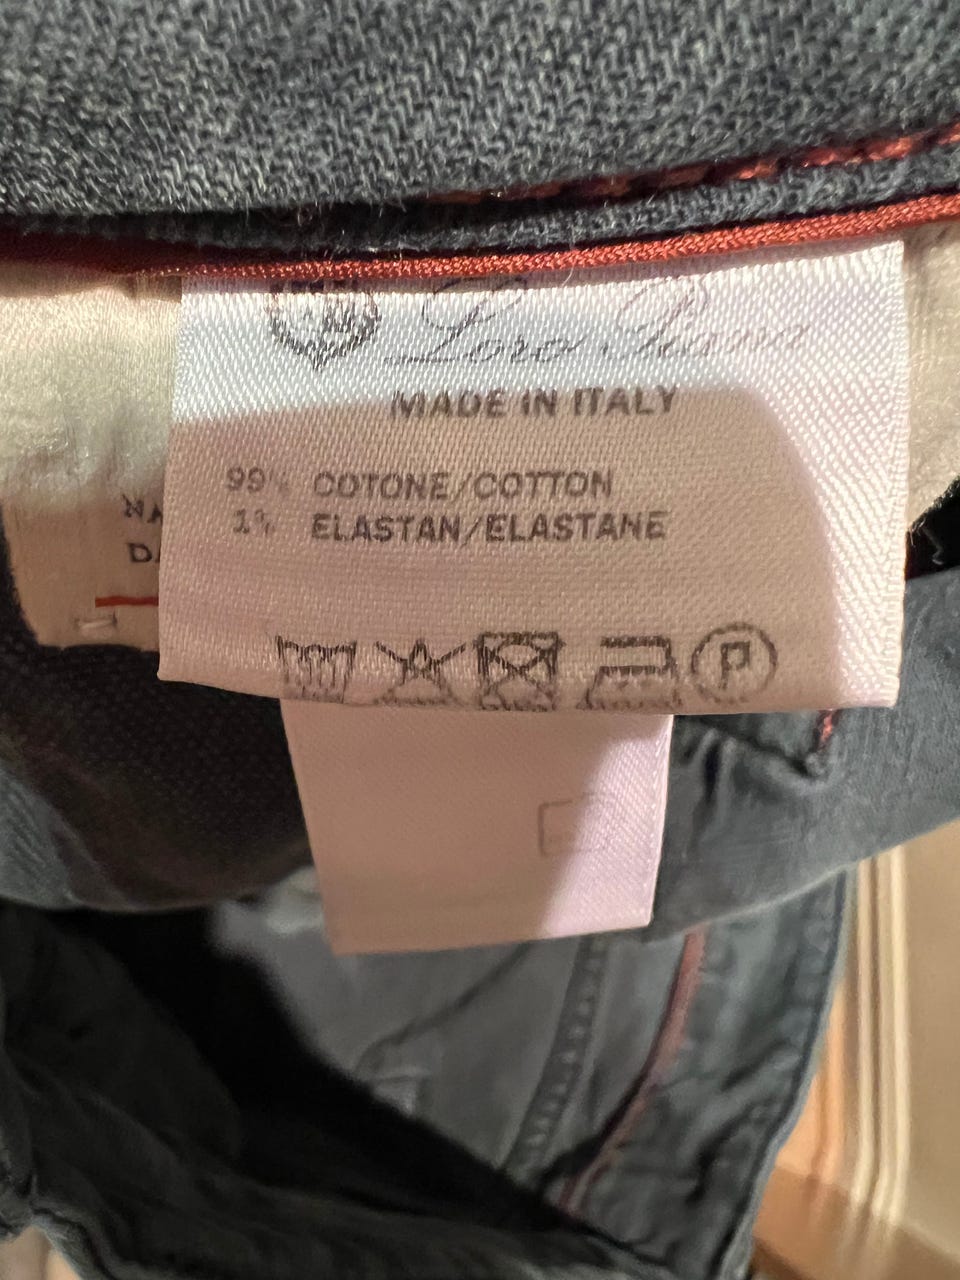 Loro Piana
MADE IN ITALY
99% COTONE/COTTON
1% ELASTAN/ELASTANE
P